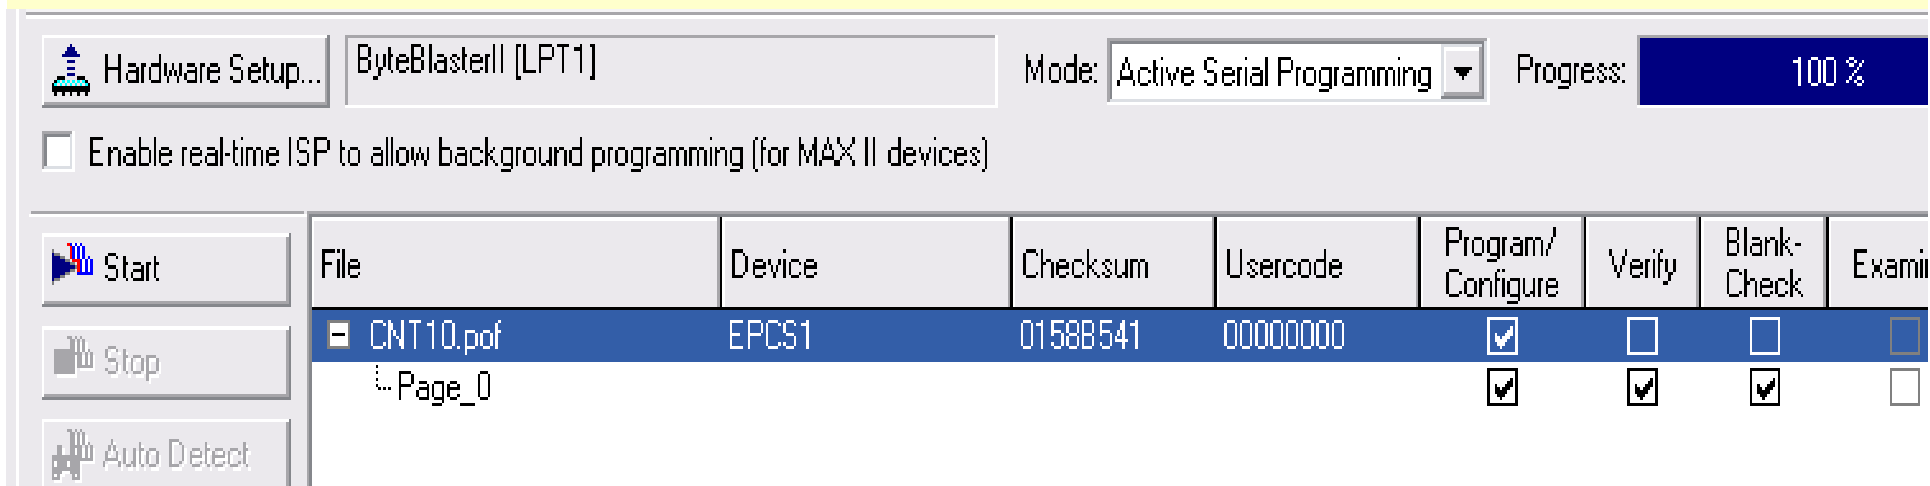 Hardware Setup... ByteBlasterII [LPT1] Mode: Active Serial Programming Progress: 100 %
Enable real-time ISP to allow background programming (for MAX II devices)
Start
Stop
Auto Detect
File Device Checksum Usercode Program/ Configure Verify Blank- Check Examin
CNT10.pof EPCS1 0158B541 00000000
Page_0